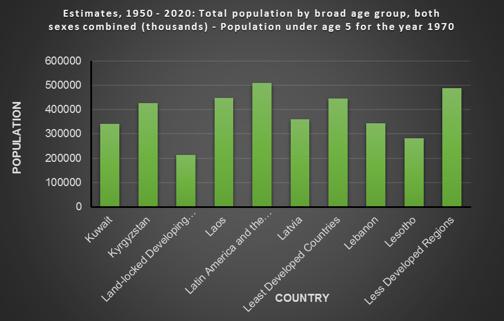 Estimates, 1950 - 2020: Total population by broad age group, both
sexes combined (thousands) - Population under age 5 for the year 1970
POPULATION
600000
500000
400000
300000
200000
100000
0
Kuwait
Kyrgyzstan
Land-locked Developing...
Laos
Latin America and the...
Latvia
Least Developed Countries
Lebanon
Lesotho
Less Developed Regions
COUNTRY